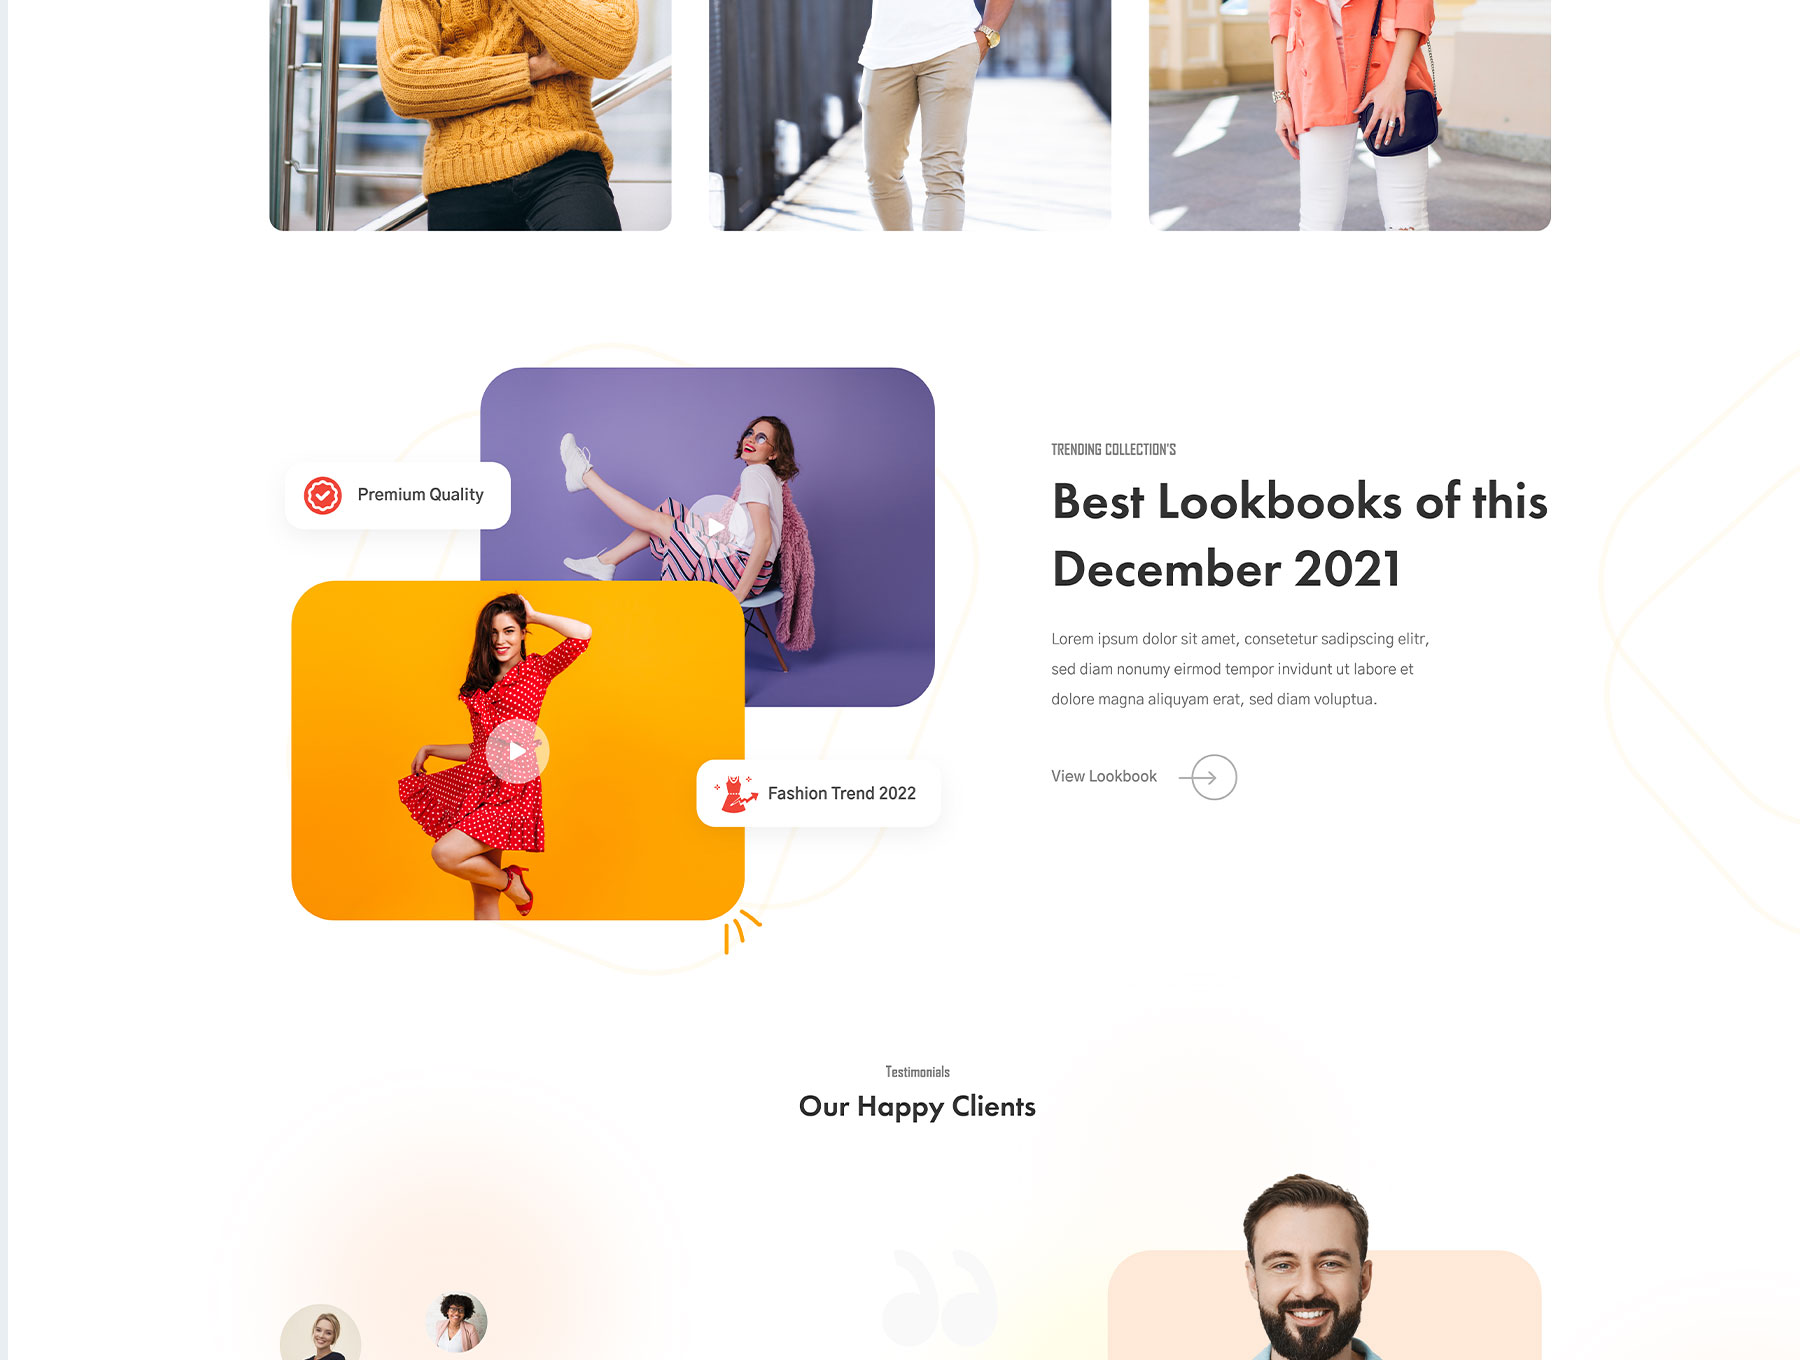 Premium Quality
Fashion Trend 2022
TRENDING COLLECTION'S
Best Lookbooks of this
December 2021
Lorem ipsum dolor sit amet, consetetur sadipscing elitr,
sed diam nonumy eirmod tempor invidunt ut labore et
dolore magna aliquyam erat, sed diam voluptua.
View Lookbook
Testimonials
Our Happy Clients